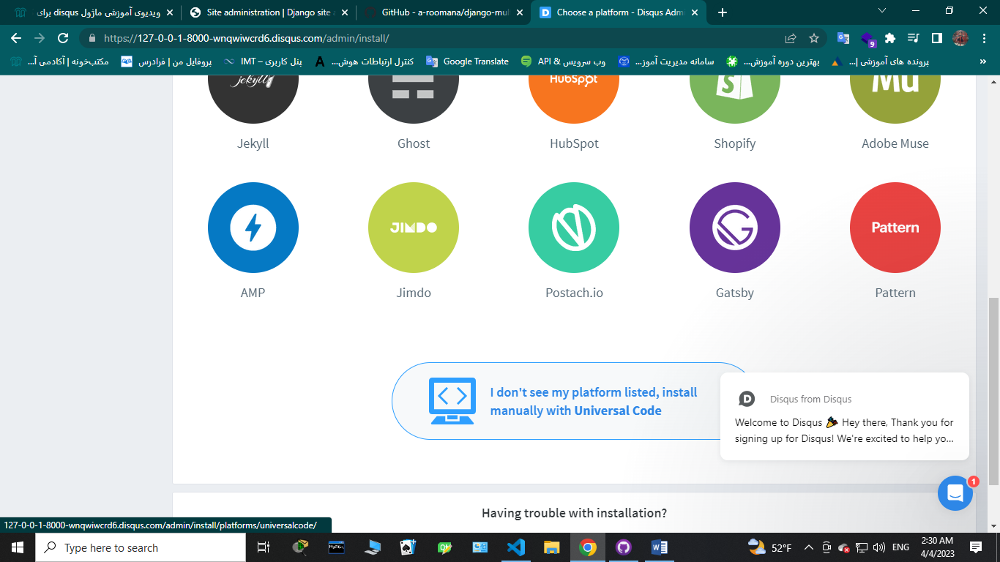 ویدیوی آموزشی ماژول disqus برای
Site administration | Django site a
GitHub - a-roomana/django-mul
Choose a platform - Disqus Admi
https://127-0-0-1-8000-wnqwiwcrd6.disqus.com/admin/install/
9
مکتب‌خونه | آکادمی آ...
پروفایل من | فرادرس
پنل کاربری – IMT
کنترل ارتباطات هوش...
Google Translate
وب سرویس & API
سامانه مدیریت آموز...
بهترین دوره آموزش...
پرونده های آموزشی |...
»
jekyll
HubSpot
Mu
Jekyll
Ghost
HubSpot
Shopify
Adobe Muse
JIMDO
Pattern
AMP
Jimdo
Postach.io
Gatsby
Pattern
I don't see my platform listed, install
manually with Universal Code
Disqus from Disqus
Welcome to Disqus 🎉 Hey there, Thank you for
signing up for Disqus! We're excited to help yo...
1
Having trouble with installation?
127-0-0-1-8000-wnqwiwcrd6.disqus.com/admin/install/platforms/universalcode/
Type here to search
MySQL
52°F
ENG
2:30 AM
4/4/2023